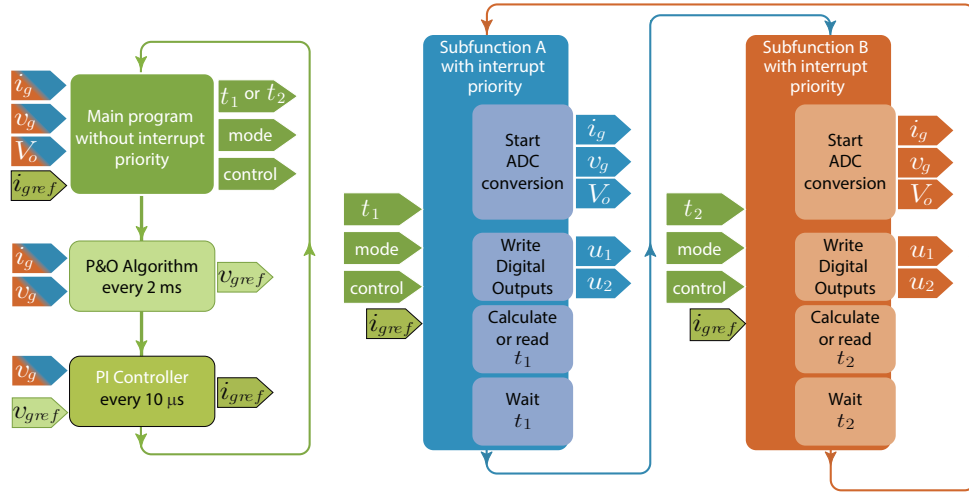 i_g
v_g
V_o
i_gref
Main program
without interrupt
priority
t_1 or t_2
mode
control
i_g
v_g
P&O Algorithm
every 2 ms
v_gref
v_g
v_gref
PI Controller
every 10 μs
i_gref
Subfunction A
with interrupt
priority
t_1
mode
control
i_gref
Start
ADC
conversion
i_g
v_g
V_o
Write
Digital
Outputs
u_1
u_2
Calculate
or read
t_1
Wait
t_1
Subfunction B
with interrupt
priority
t_2
mode
control
i_gref
Start
ADC
conversion
i_g
v_g
V_o
Write
Digital
Outputs
u_1
u_2
Calculate
or read
t_2
Wait
t_2